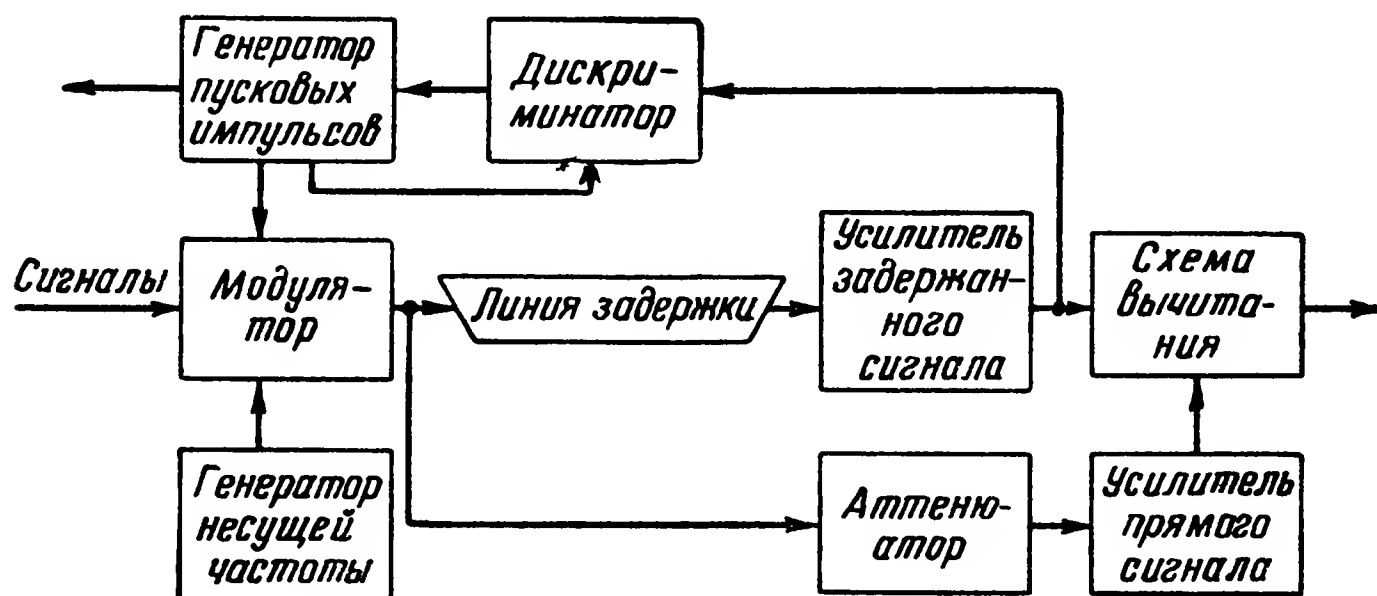 Генератор
пусковых
импульсов
Дискри-
минатор
Сигналы
Модуля-
тор
Линия задержки
Усилитель
задержан-
ного
сигнала
Схема
вычита-
ния
Генератор
несущей
частоты
Аттеню-
атор
Усилитель
прямого
сигнала